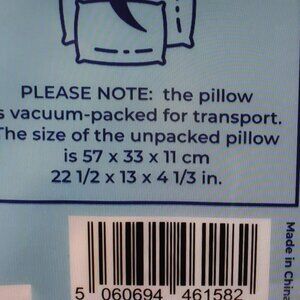 PLEASE NOTE: the pillow
s vacuum-packed for transport.
The size of the unpacked pillow
is 57 x 33 x 11 cm
22 1/2 x 13 x 4 1/3 in.
Made in China
5 060694 461582